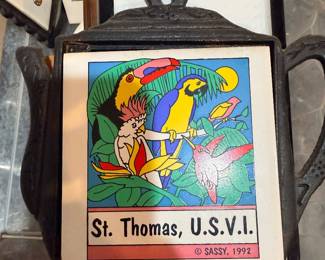 St. Thomas, U.S.V.I.
© SASSY, 1992